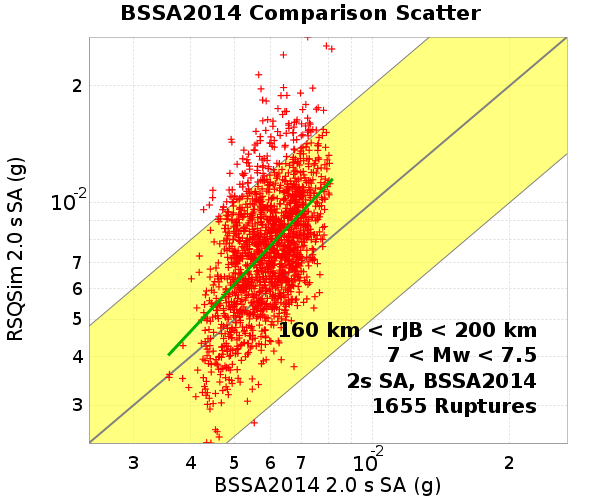 BSSA2014 Comparison Scatter
RSQSim 2.0 s SA (g)
2
10-2
7
6
5
4
3
160 km < rJB < 200 km
7 < Mw < 7.5
2s SA, BSSA2014
1655 Ruptures
3 4 5 6 7 10-2 2
BSSA2014 2.0 s SA (g)